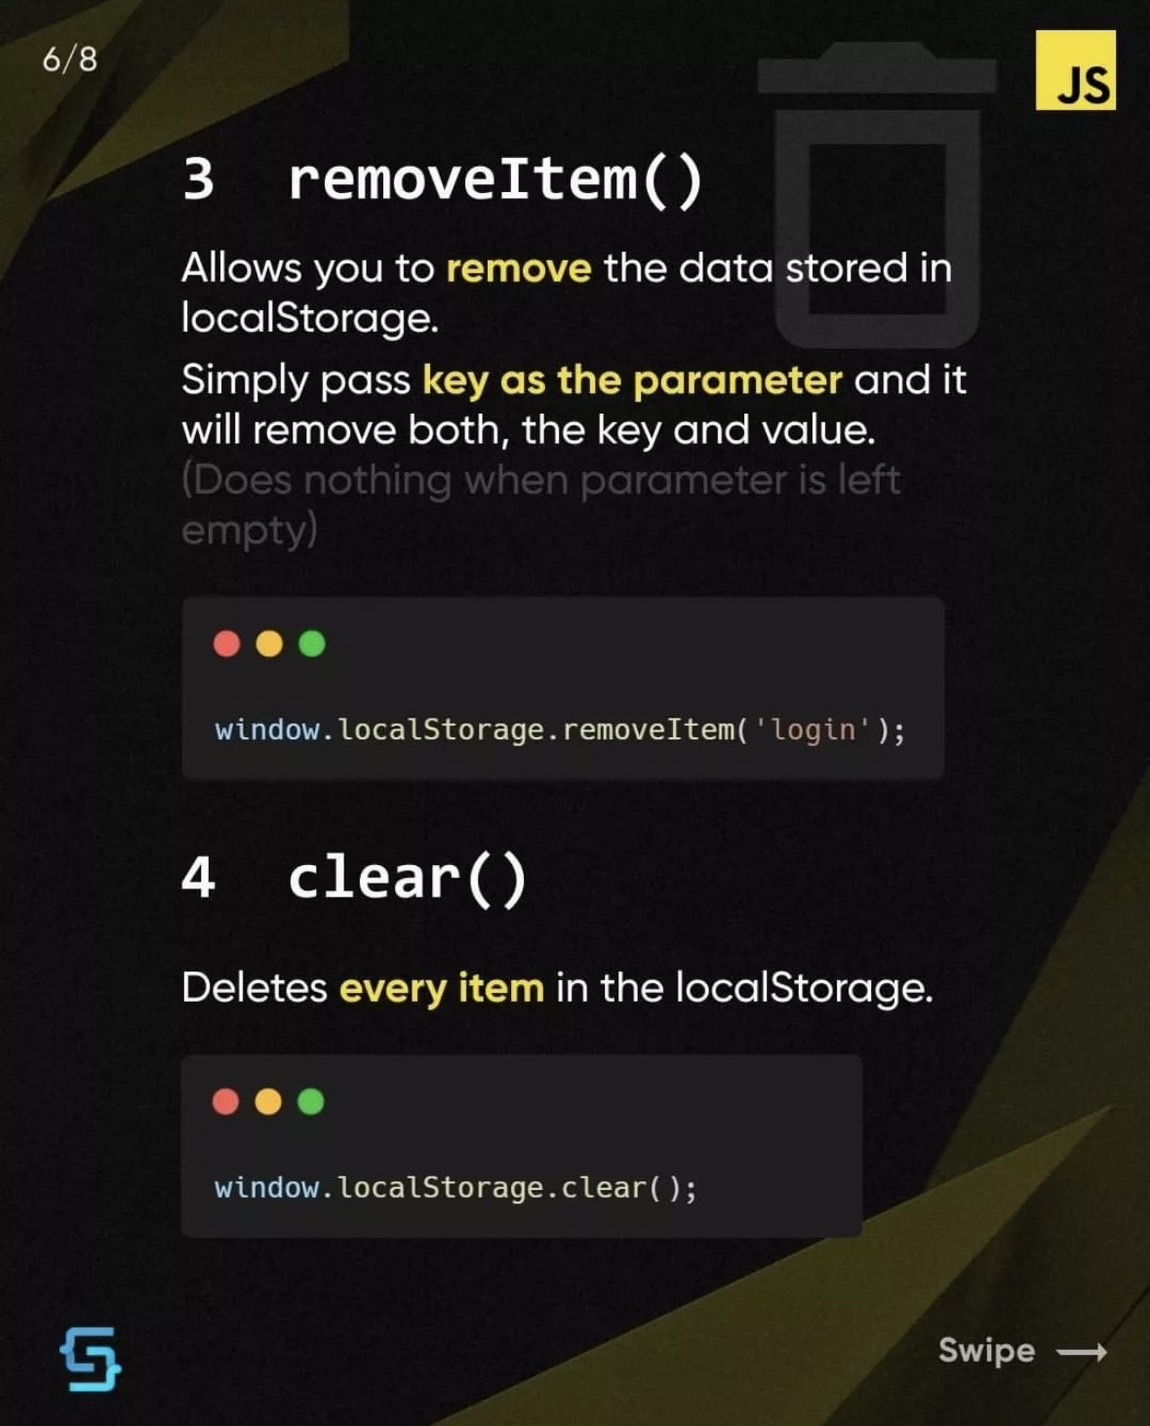 6/8
JS
3 removeItem()
Allows you to remove the data stored in
localStorage.
Simply pass key as the parameter and it
will remove both, the key and value.
(Does nothing when parameter is left
empty)
window.localStorage.removeItem('login');
4 clear()
Deletes every item in the localStorage.
window.localStorage.clear();
Swipe